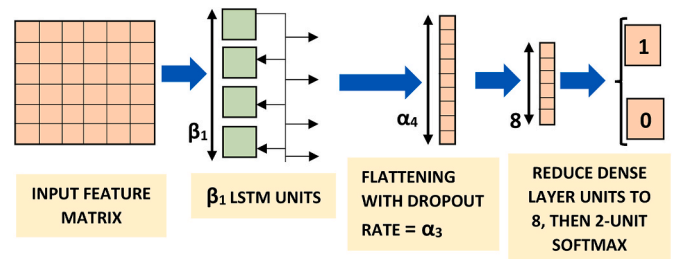 β1
α4
8
1
0
INPUT FEATURE
MATRIX
β1 LSTM UNITS
FLATTENING
WITH DROPOUT
RATE = α3
REDUCE DENSE
LAYER UNITS TO
8, THEN 2-UNIT
SOFTMAX